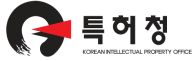 특허청
KOREAN INTELLECTUAL PROPERTY OFFICE